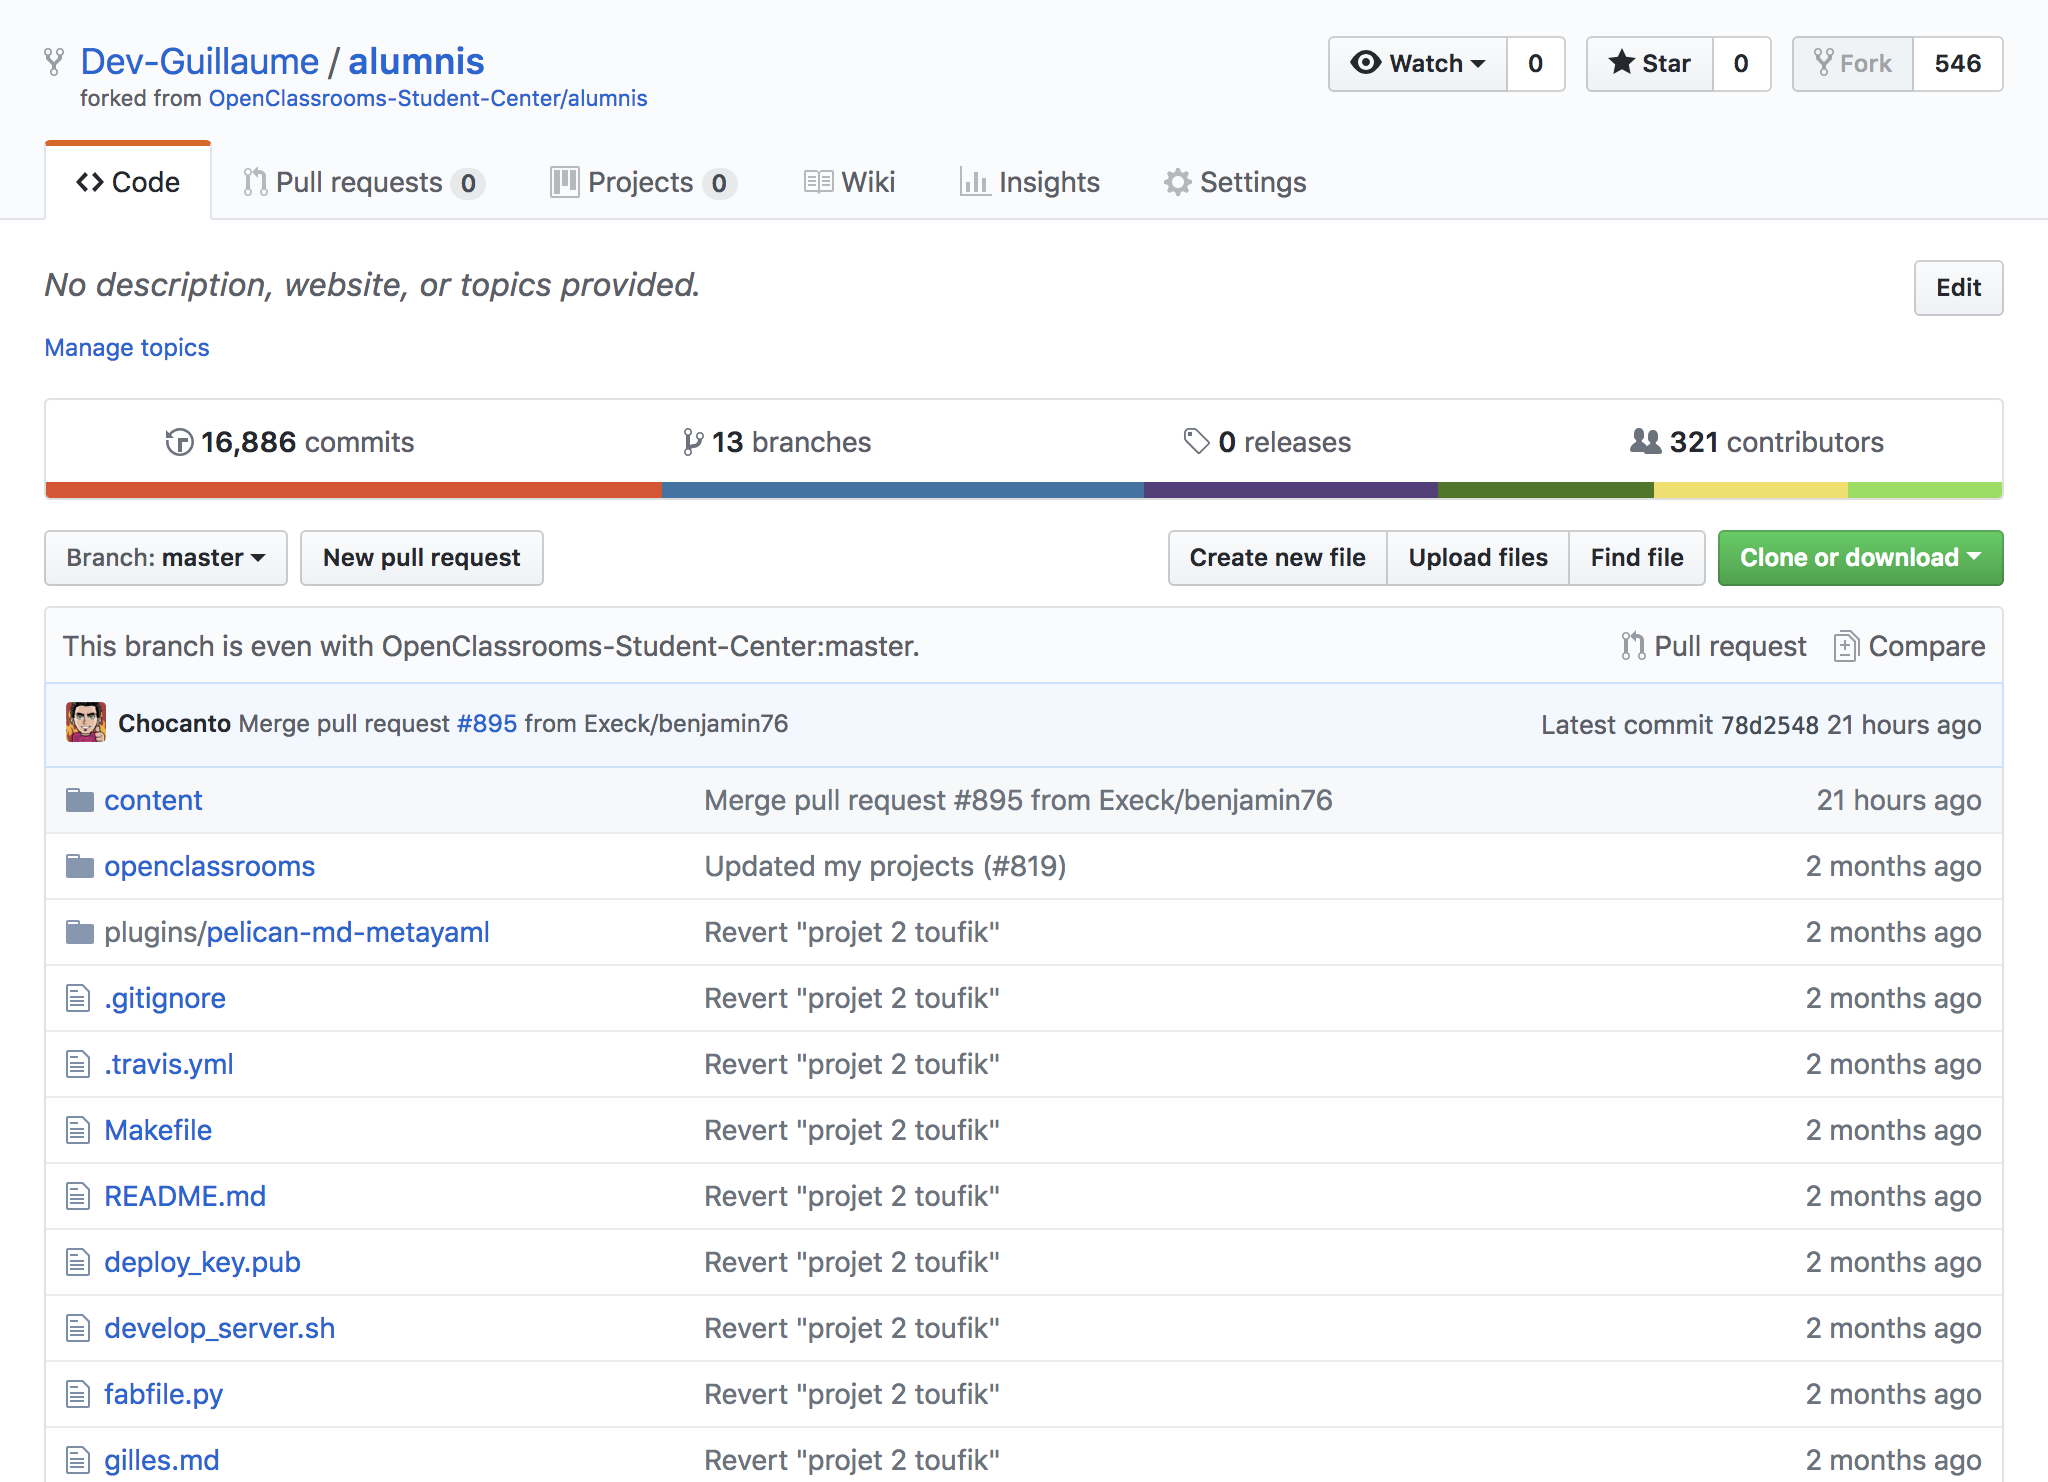 Dev-Guillaume / alumnis
forked from OpenClassrooms-Student-Center/alumnis
Watch 0 Star 0 Fork 546
Code Pull requests 0 Projects 0 Wiki Insights Settings
No description, website, or topics provided.
Edit
Manage topics
16,886 commits 13 branches 0 releases 321 contributors
Branch: master New pull request Create new file Upload files Find file Clone or download
This branch is even with OpenClassrooms-Student-Center:master. Pull request Compare
Chocanto Merge pull request #895 from Execk/benjamin76 Latest commit 78d2548 21 hours ago
content Merge pull request #895 from Execk/benjamin76 21 hours ago
openclassrooms Updated my projects (#819) 2 months ago
plugins/pelican-md-metayaml Revert "projet 2 toufik" 2 months ago
.gitignore Revert "projet 2 toufik" 2 months ago
.travis.yml Revert "projet 2 toufik" 2 months ago
Makefile Revert "projet 2 toufik" 2 months ago
README.md Revert "projet 2 toufik" 2 months ago
deploy_key.pub Revert "projet 2 toufik" 2 months ago
develop_server.sh Revert "projet 2 toufik" 2 months ago
fabfile.py Revert "projet 2 toufik" 2 months ago
gilles.md Revert "projet 2 toufik" 2 months ago